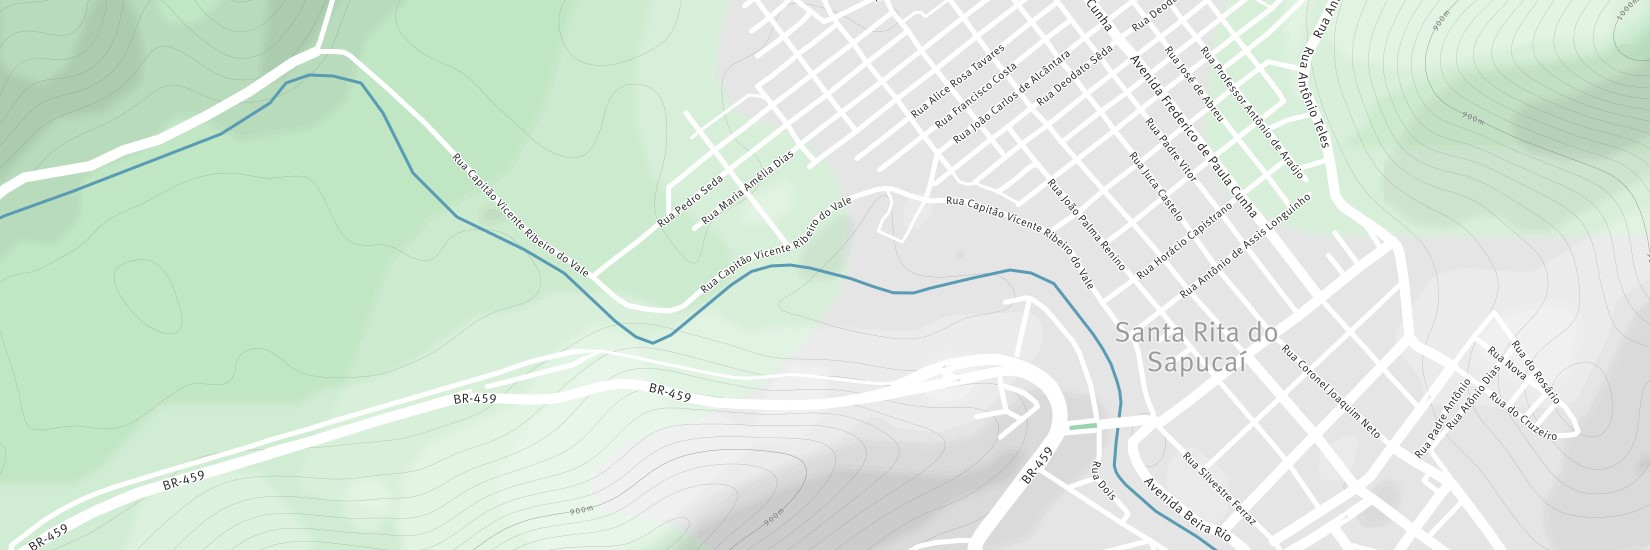 Cunha
Rua Deodo
Rua An
900m
1000m
Rua Alice Rosa Tavares
Rua Francisco Costa
Rua João Carlos de Alcântara
Rua Deodato Sêda
Avenida Frederico de Paula Cunha
Rua José de Abreu
Rua Professor Antônio de Araújo
Rua Antônio Teles
900m
Rua Padre Vitor
Rua Juca Castelo
Rua João Palma Renino
Rua Horácio Capistrano
Rua Antônio de Assis Longuinho
Rua Capitão Vicente Ribeiro do Vale
Rua Pedro Seda
Rua Maria Amélia Dias
Rua Capitão Vicente Ribeiro do Vale
Rua Capitão Vicente Ribeiro do Vale
Santa Rita do
Sapucaí
Rua Coronel Joaquim Neto
Rua do Rosário
Rua Nova
Rua Padre Antônio
Rua Atônio Dias
Rua do Cruzeiro
BR-459
BR-459
BR-459
BR-459
BR-459
Rua Dois
Rua Silvestre Ferraz
Avenida Beira Rio
900m
900m